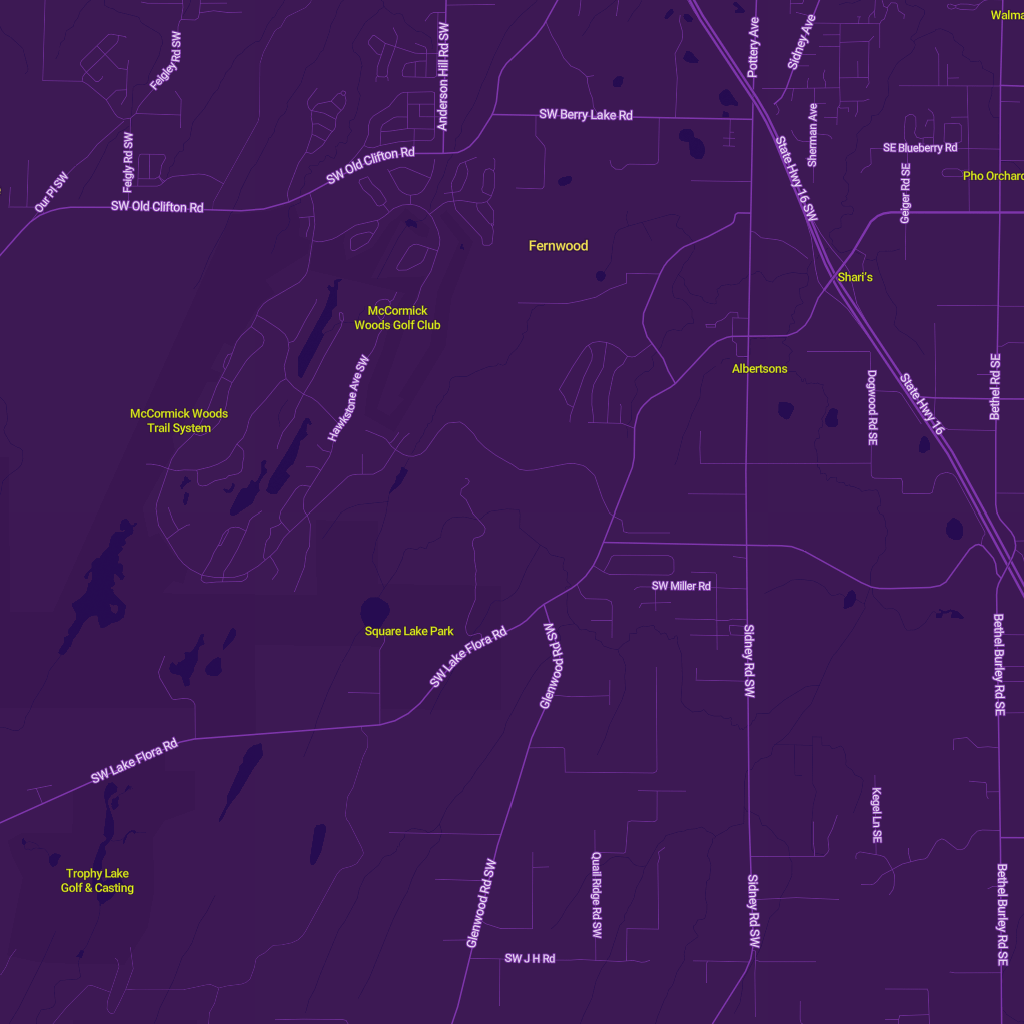 Walma
Pottery Ave
Sidney Ave
Feigley Rd SW
Anderson Hill Rd SW
SW Berry Lake Rd
Sherman Ave
SE Blueberry Rd
Feigly Rd SW
SW Old Clifton Rd
State Hwy 16 SW
Pho Orchard
Our Pl SW
Geiger Rd SE
SW Old Clifton Rd
Fernwood
Shari's
McCormick
Woods Golf Club
Albertsons
Hawkstone Ave SW
Dogwood Rd SE
State Hwy 16
Bethel Rd SE
McCormick Woods
Trail System
SW Miller Rd
Square Lake Park
SW Lake Flora Rd
Glenwood Rd SW
Sidney Rd SW
Bethel Burley Rd SE
SW Lake Flora Rd
Kegel Ln SE
Trophy Lake
Golf & Casting
Glenwood Rd SW
Quail Ridge Rd SW
Sidney Rd SW
Bethel Burley Rd SE
SW J H Rd